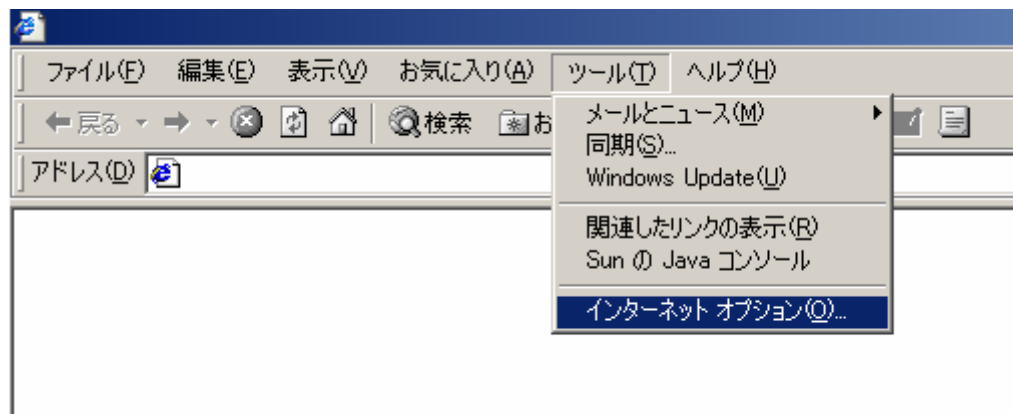 ファイル(F) 編集(E) 表示(V) お気に入り(A) ツール(T) ヘルプ(H)
戻る 検索 お
アドレス(D)
メールとニュース(M)
同期(S)...
Windows Update(U)
関連したリンクの表示(R)
Sun の Java コンソール
インターネット オプション(O)...